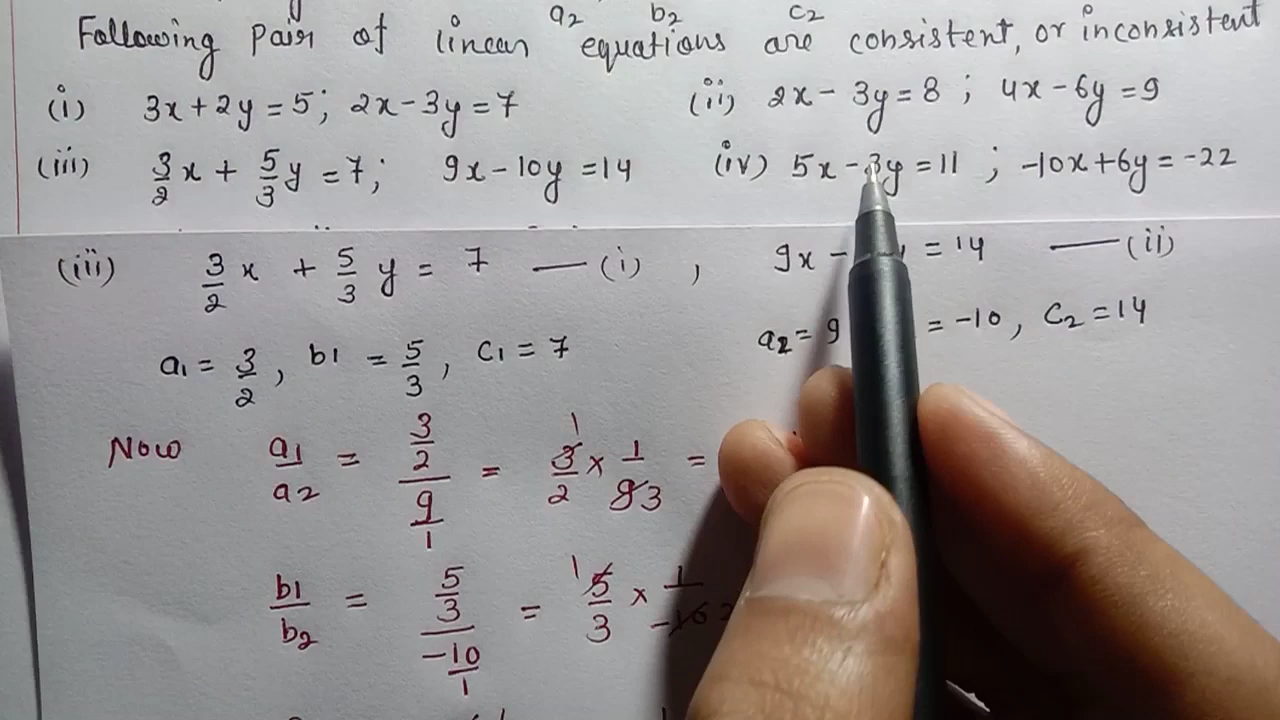 a2 b2 c2
Following pair of linear equations are consistent, or inconsistent
(i) 3x+2y=5; 2x-3y=7 (ii) 2x-3y=8; 4x-6y=9
(iii) 3/2 x + 5/3 y = 7; 9x-10y=14 (iv) 5x-3y=11; -10x+6y=-22
(iii) 3/2 x + 5/3 y = 7 —(i), 9x - y = 14 —(ii)
a1 = 3/2, b1 = 5/3, c1 = 7 a2 = 9 = -10, c2 = 14
Now a1/a2 = 3/2 / 9/1 = 1 3/2 × 1/9 3 =
b1/b2 = 5/3 / -10/1 = 1 5/3 × 1/-10 2